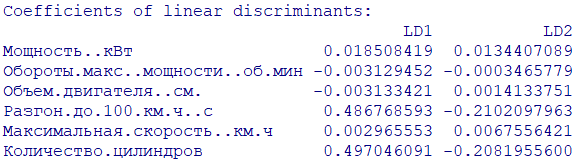 Coefficients of linear discriminants:
LD1 LD2
Мощность..кВт 0.018508419 0.0134407089
Обороты.макс..мощности..об.мин -0.003129452 -0.0003465779
Объем.двигателя..см. -0.003133421 0.0014133751
Разгон.до.100.км.ч..с 0.486768593 -0.2102097963
Максимальная.скорость..км.ч 0.002965553 0.0067556421
Количество.цилиндров 0.497046091 -0.2081955600